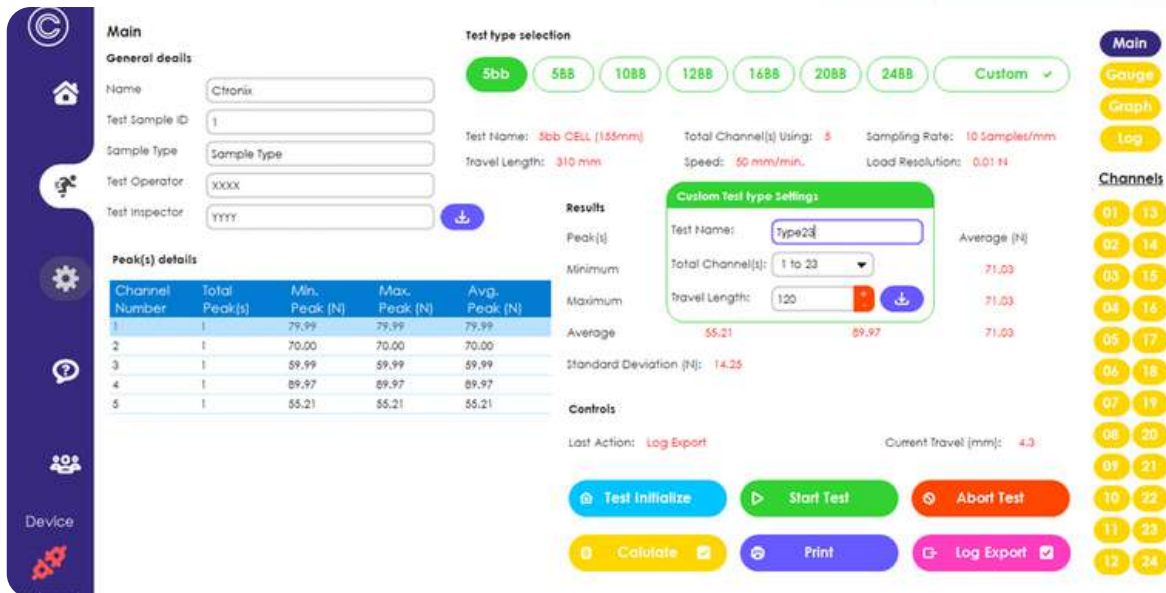 Main
General deails
Name
Ctronix
Test Sample ID
1
Sample Type
Sample Type
Test Operator
XXXX
Test Inspector
YYYY
Peak(s) details
Channel Number Total Peak(s) Min. Peak (N) Max. Peak (N) Avg. Peak (N)
1 1 79.99 79.99 79.99
2 1 70.00 70.00 70.00
3 1 59.99 59.99 59.99
4 1 89.97 89.97 89.97
5 1 55.21 55.21 55.21
Device
Test type selection
5bb 5BB 10BB 12BB 16BB 20BB 24BB Custom
Test Name: 5bb CELL (155mm) Total Channel(s) Using: 5 Sampling Rate: 10 Samples/mm
Travel Length: 310 mm Speed: 50 mm/min. Load Resolution: 0.01 N
Custom Test type Settings
Test Name: Type23
Total Channel(s): 1 to 23
Travel Length: 120
Results
Peak(s) Average (N)
Minimum 71.03
Maximum 71.03
Average 55.21 89.97 71.03
Standard Deviation (N): 14.25
Controls
Last Action: Log Export Current Travel (mm): 4.3
Test Initialize Start Test Abort Test
Calulate Print Log Export
Main
Gauge
Graph
Log
Channels
01 13
02 14
03 15
04 16
05 17
06 18
07 19
08 20
09 21
10 22
11 23
12 24